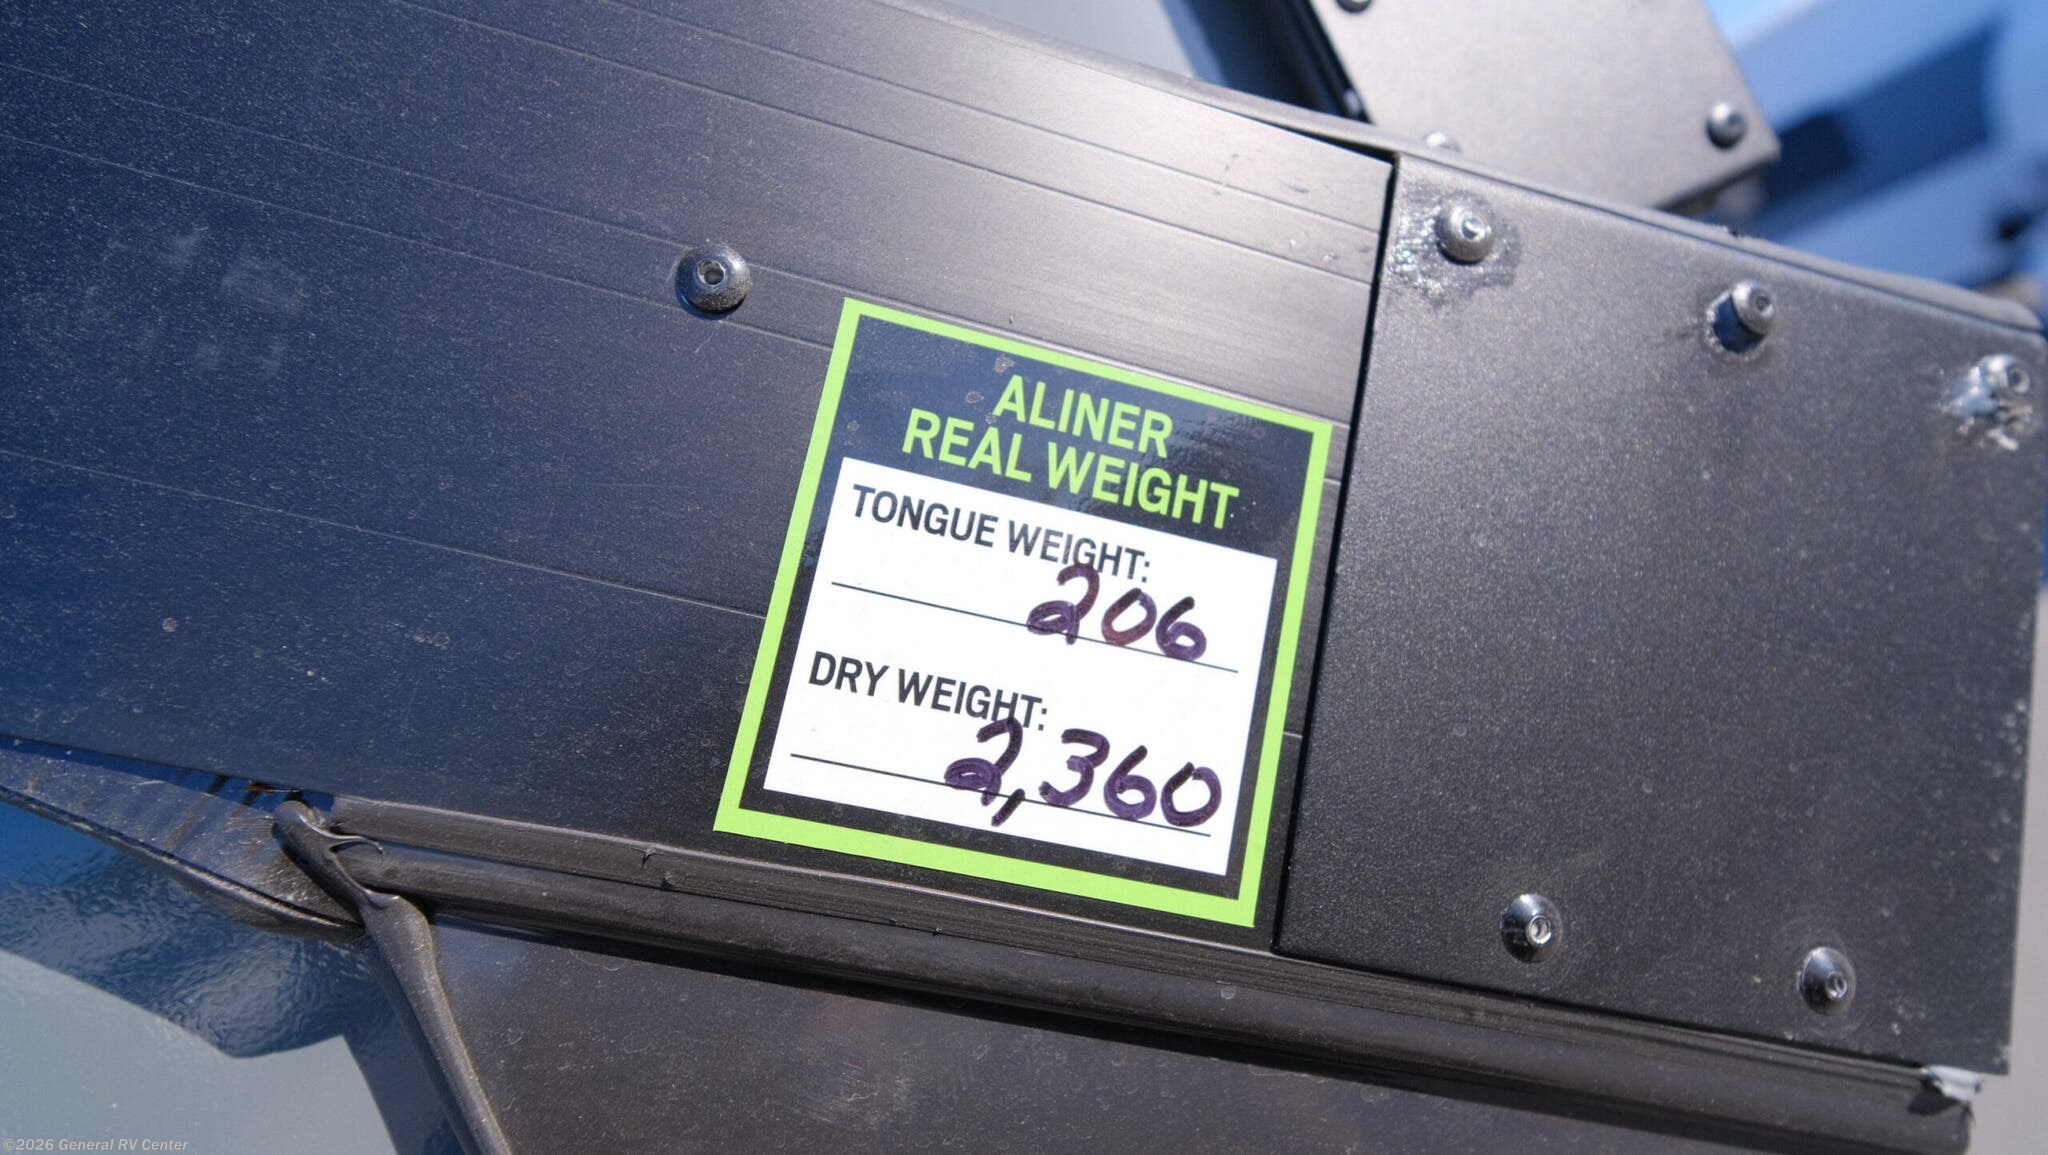 ALINER
REAL WEIGHT
TONGUE WEIGHT:
206
DRY WEIGHT:
2,360
©2026 General RV Center